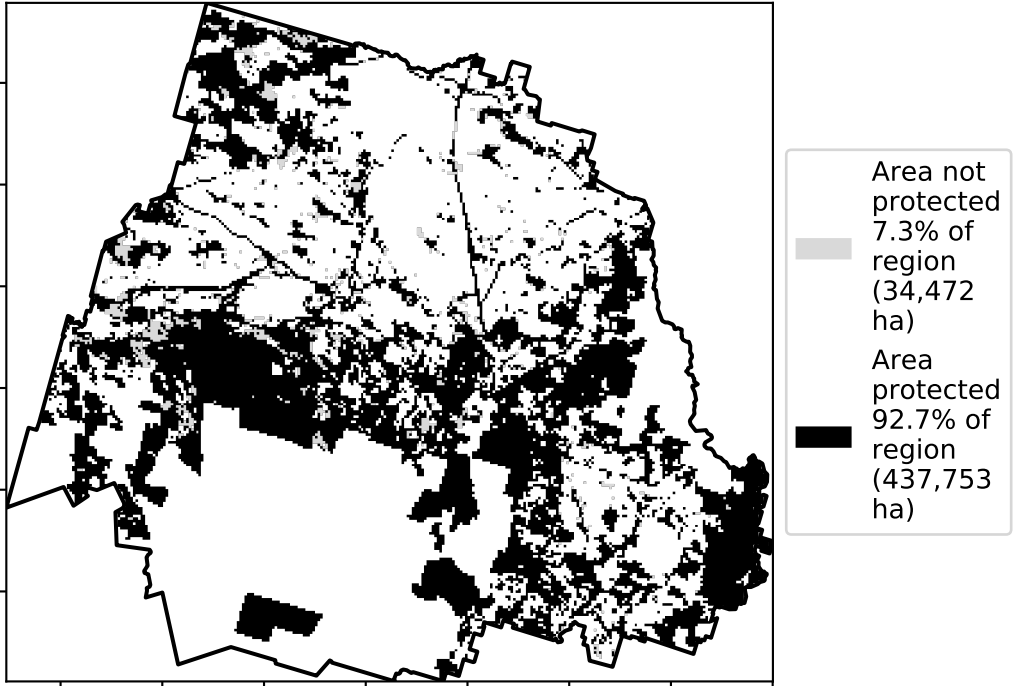 Area not
protected
7.3% of
region
(34,472
ha)
Area
protected
92.7% of
region
(437,753
ha)